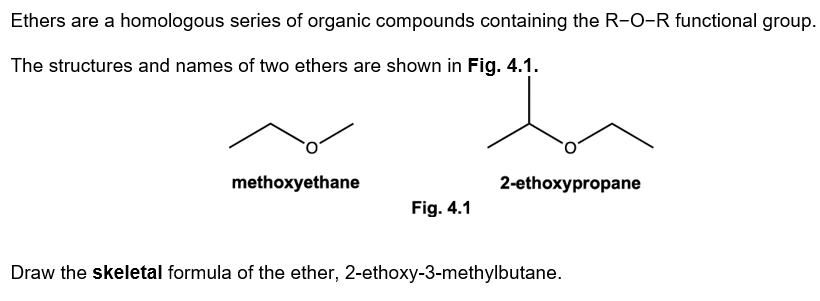 Ethers are a homologous series of organic compounds containing the R–O–R functional group.
The structures and names of two ethers are shown in Fig. 4.1.
O
O
methoxyethane
2-ethoxypropane
Fig. 4.1
Draw the skeletal formula of the ether, 2-ethoxy-3-methylbutane.